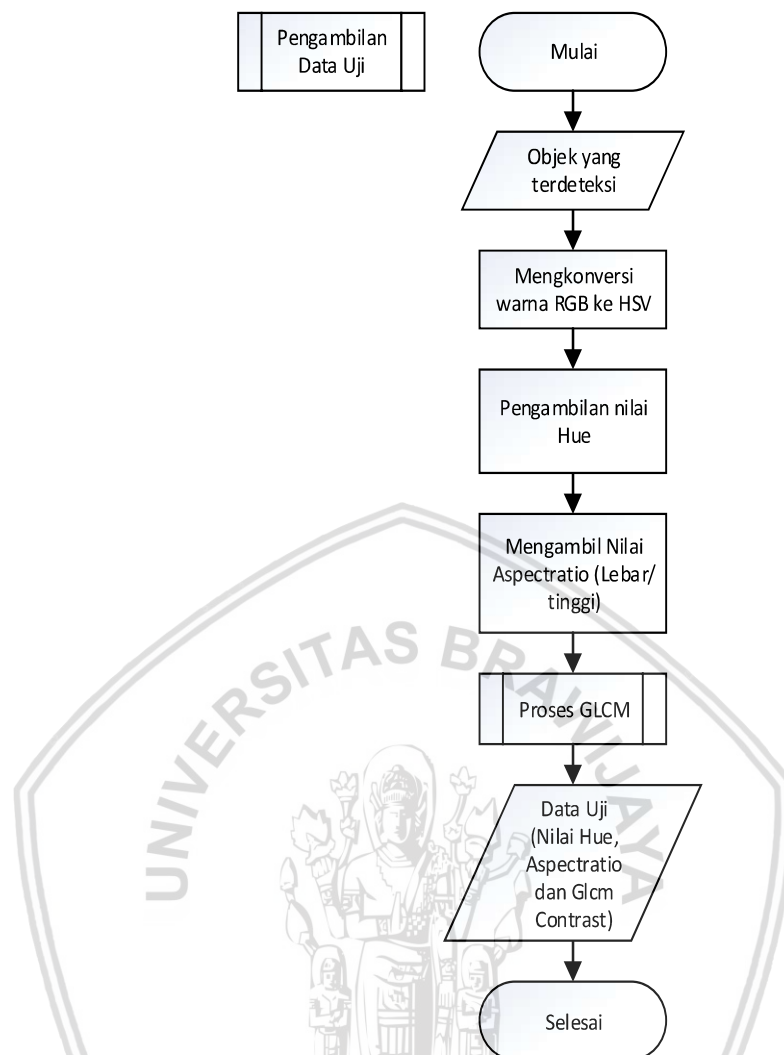 Pengambilan
Data Uji
Mulai
Objek yang
terdeteksi
Mengkonversi
warna RGB ke HSV
Pengambilan nilai
Hue
Mengambil Nilai
Aspectratio (Lebar/
tinggi)
Proses GLCM
Data Uji
(Nilai Hue,
Aspectratio
dan Glcm
Contrast)
Selesai
UNIVERSITAS BRAWIJAYA